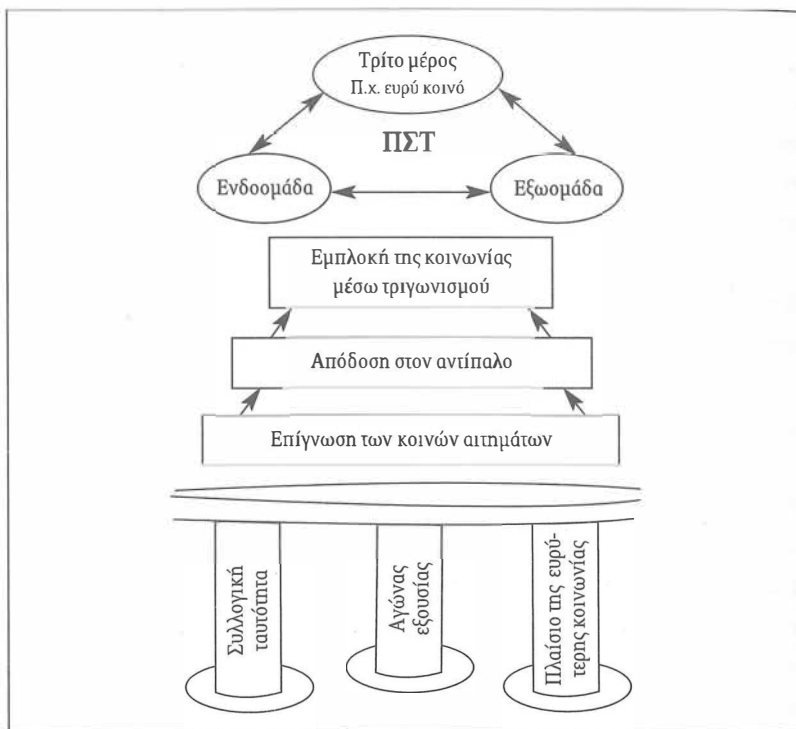 Τρίτο μέρος
Π.χ. ευρύ κοινό
ΠΣΤ
Ενδοομάδα
Εξωομάδα
Εμπλοκή της κοινωνίας
μέσω τριγωνισμού
Απόδοση στον αντίπαλο
Επίγνωση των κοινών αιτημάτων
Συλλογική
ταυτότητα
Αγώνας
εξουσίας
Πλαίσιο της ευρύ-
τερης κοινωνίας